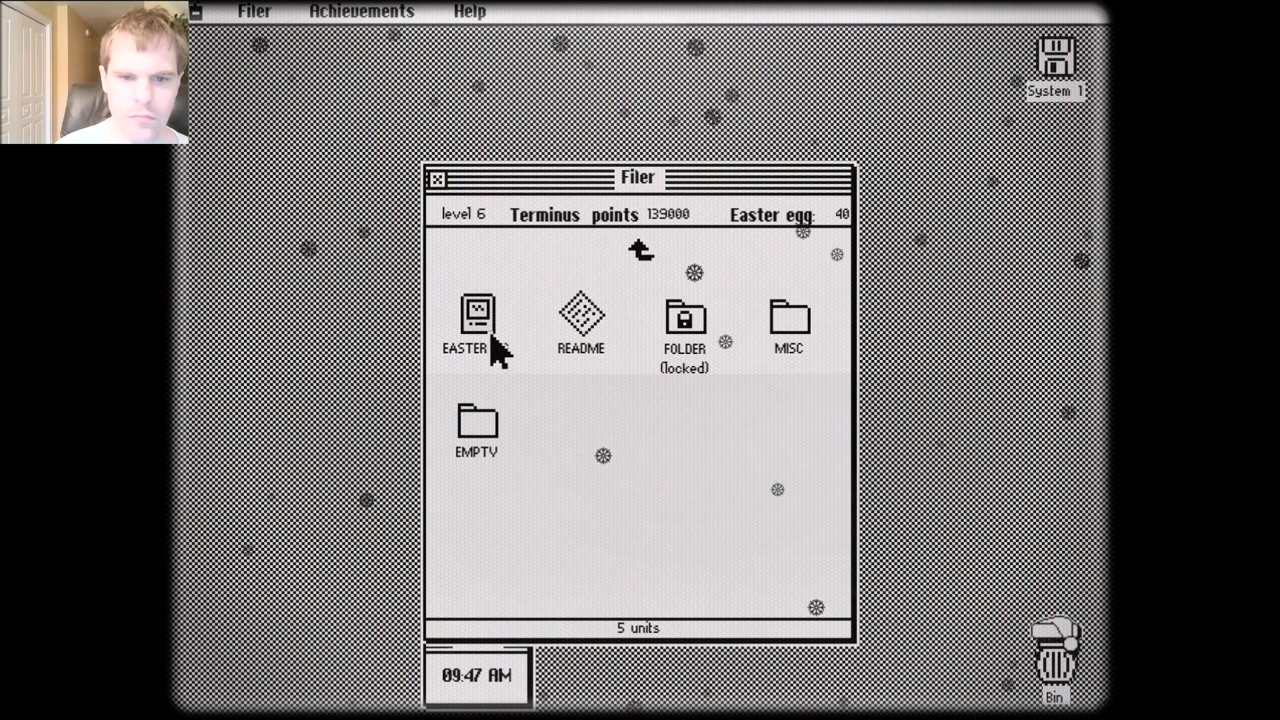 Filer Achievements Help
System 1
Filer
level 6 Terminus points 139000 Easter egg: 40
EASTER README FOLDER MISC
(locked)
EMPTY
5 units
09:47 AM
Bin